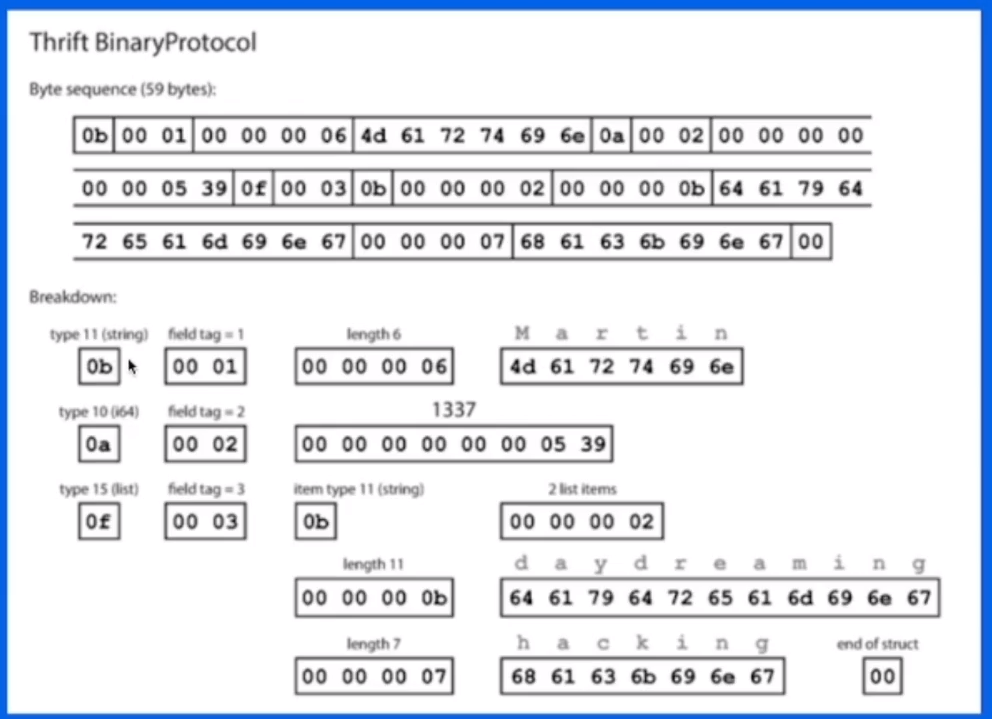 Thrift BinaryProtocol
Byte sequence (59 bytes):
0b 00 01 00 00 00 06 4d 61 72 74 69 6e 0a 00 02 00 00 00 00
00 00 05 39 0f 00 03 0b 00 00 00 02 00 00 00 0b 64 61 79 64
72 65 61 6d 69 6e 67 00 00 00 07 68 61 63 6b 69 6e 67 00
Breakdown:
type 11 (string) field tag = 1 length 6 M a r t i n
0b 00 01 00 00 00 06 4d 61 72 74 69 6e
type 10 (i64) field tag = 2 1337
0a 00 02 00 00 00 00 00 00 05 39
type 15 (list) field tag = 3 item type 11 (string) 2 list items
0f 00 03 0b 00 00 00 02
length 11 d a y d r e a m i n g
00 00 00 0b 64 61 79 64 72 65 61 6d 69 6e 67
length 7 h a c k i n g end of struct
00 00 00 07 68 61 63 6b 69 6e 67 00